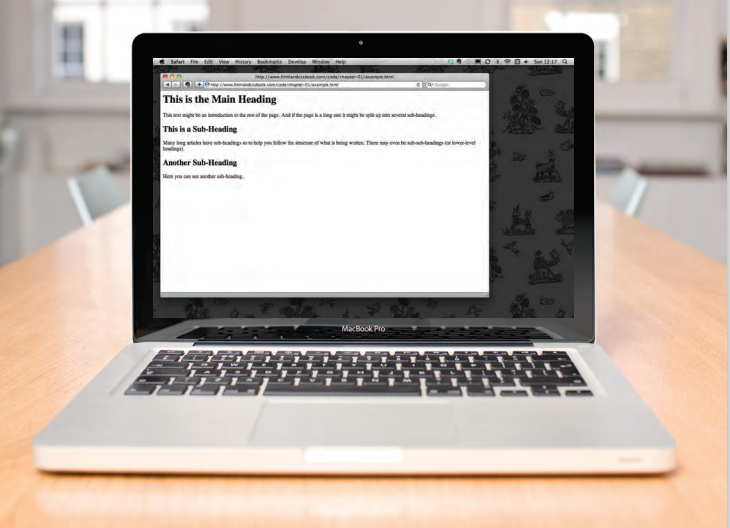 Safari File Edit View History Bookmarks Develop Window Help
Sun 12:17
http://www.htmlandcssbook.com/code/chapter-01/example.html
http://www.htmlandcssbook.com/code/chapter-01/example.html
Google
This is the Main Heading
This text might be an introduction to the rest of the page. And if the page is a long one it might be split up into several sub-headings.
This is a Sub-Heading
Many long articles have sub-headings so to help you follow the structure of what is being written. There may even be sub-sub-headings (or lower-level
headings).
Another Sub-Heading
Here you can see another sub-heading.
MacBook Pro